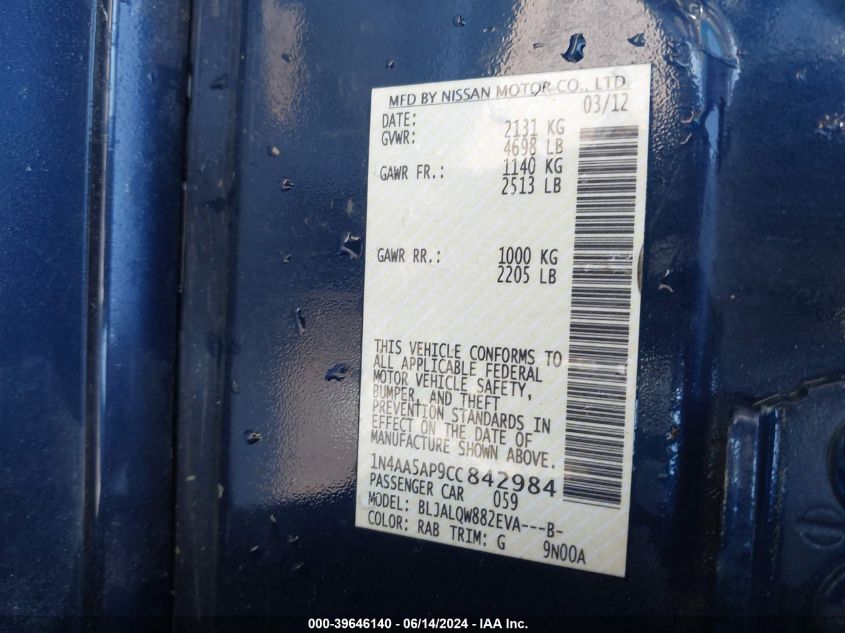 MFD BY NISSAN MOTOR CO., LTD
DATE: 03/12
GVWR: 2131 KG
4698 LB
GAWR FR.: 1140 KG
2513 LB
GAWR RR.: 1000 KG
2205 LB
THIS VEHICLE CONFORMS TO
ALL APPLICABLE FEDERAL
MOTOR VEHICLE SAFETY,
BUMPER, AND THEFT
PREVENTION STANDARDS IN
EFFECT ON THE DATE OF
MANUFACTURE SHOWN ABOVE.
1N4AA5AP9CC842984
PASSENGER CAR 059
MODEL: BLJALQW882EVA---B-
COLOR: RAB TRIM: G 9N00A
000-39646140 - 06/14/2024 - IAA Inc.